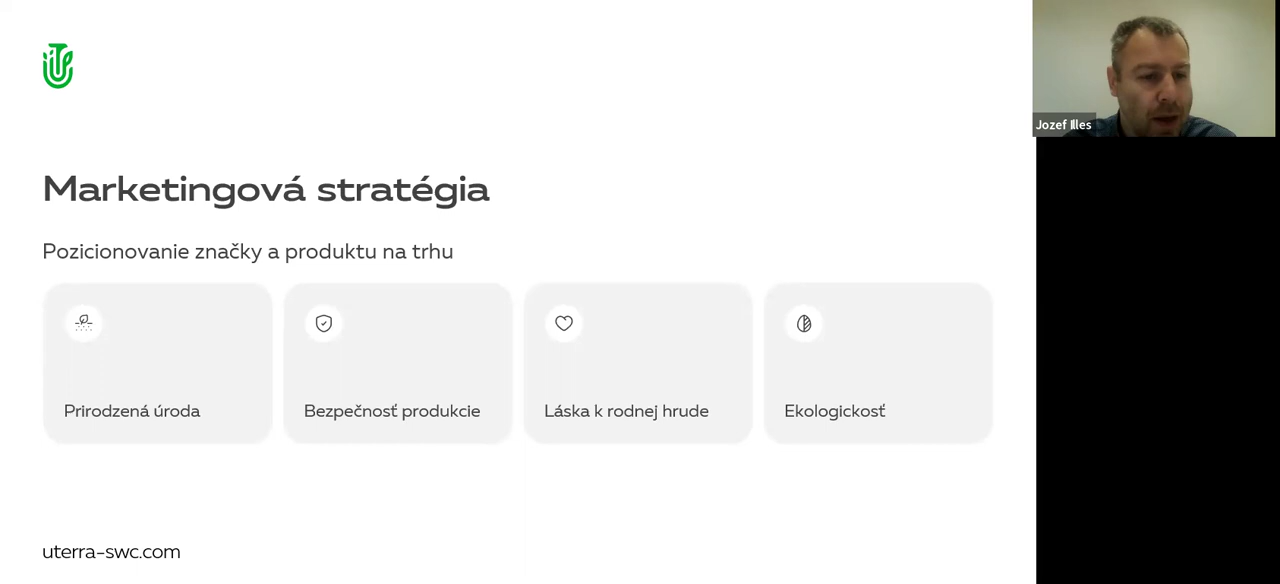 Marketingová stratégia
Pozicionovanie značky a produktu na trhu
Prirodzená úroda
Bezpečnosť produkcie
Láska k rodnej hrude
Ekologickosť
uterra-swc.com
Jozef Illes